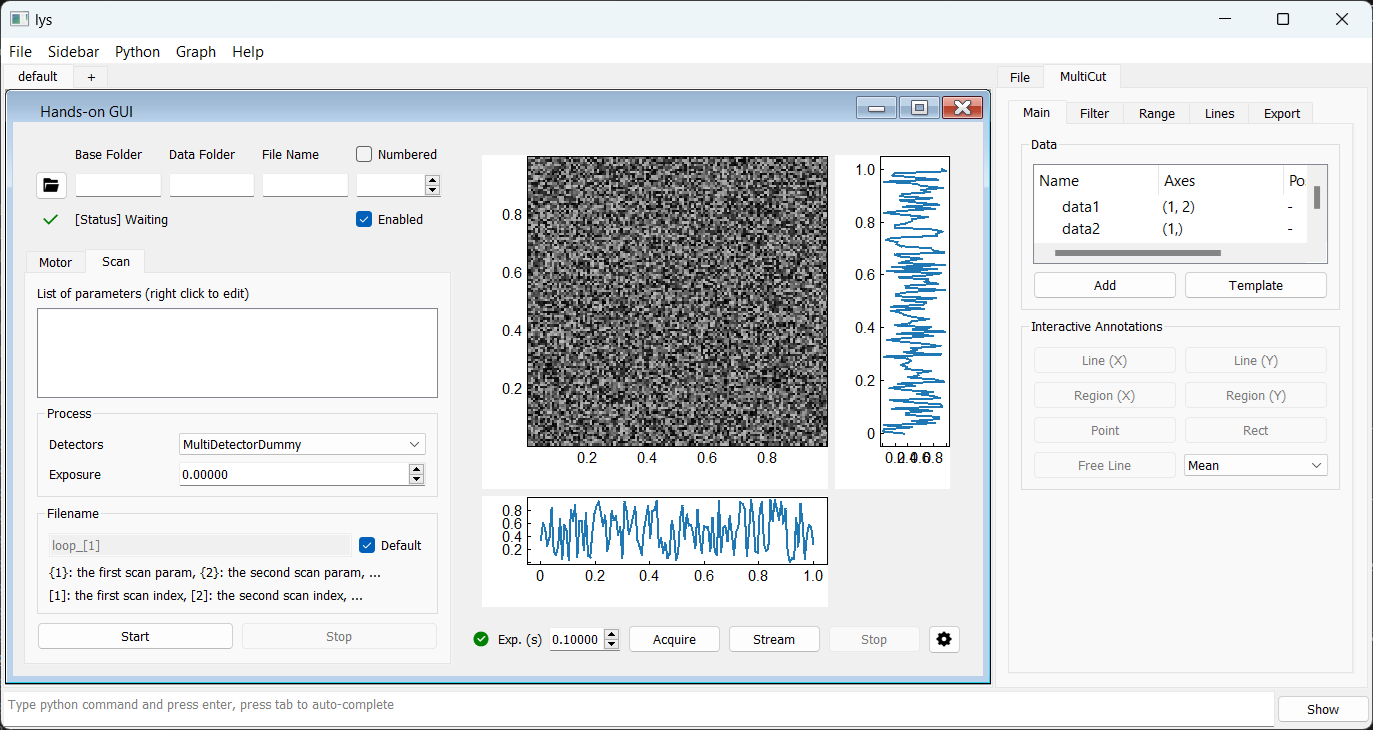 lys
File Sidebar Python Graph Help
default +
File MultiCut
Hands-on GUI
Base Folder Data Folder File Name Numbered
[Status] Waiting Enabled
Motor Scan
List of parameters (right click to edit)
Process
Detectors MultiDetectorDummy
Exposure 0.00000
Filename
loop_[1] Default
{1}: the first scan param, {2}: the second scan param, ...
[1]: the first scan index, [2]: the second scan index, ...
Start Stop
0.8
0.6
0.4
0.2
0.2 0.4 0.6 0.8
1.0
0.8
0.6
0.4
0.2
0
0.2 0.4 0.6 0.8
0.8
0.6
0.4
0.2
0 0.2 0.4 0.6 0.8 1.0
Exp. (s) 0.10000 Acquire Stream Stop
Main Filter Range Lines Export
Data
Name Axes Po
data1 (1, 2) -
data2 (1,) -
Add Template
Interactive Annotations
Line (X) Line (Y)
Region (X) Region (Y)
Point Rect
Free Line Mean
Type python command and press enter, press tab to auto-complete
Show